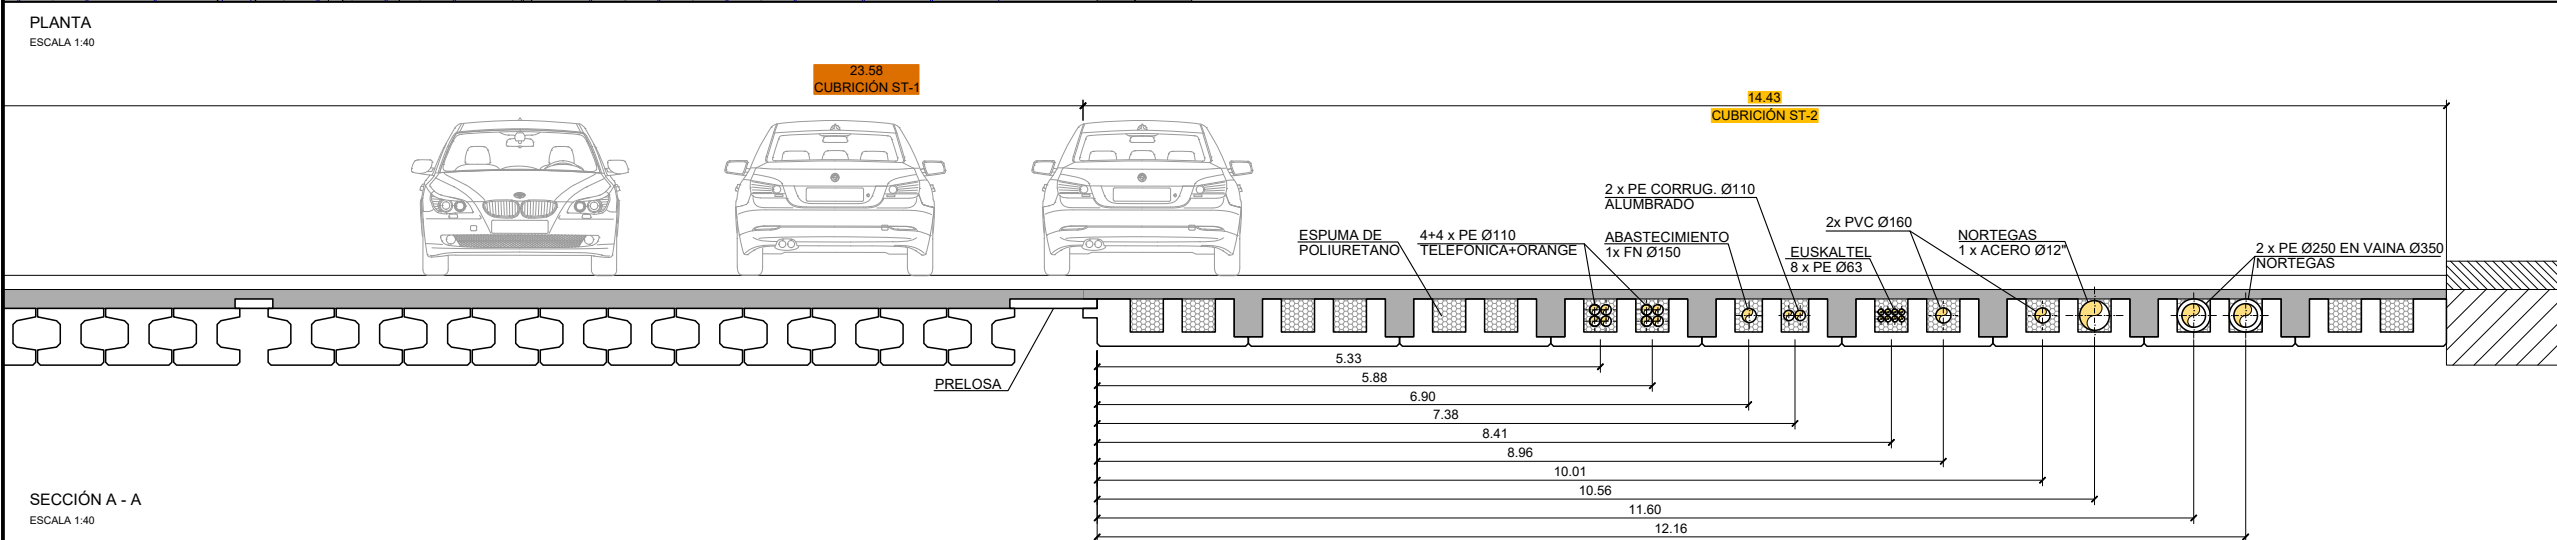 PLANTA
ESCALA 1:40
23.58
CUBRICIÓN ST-1
14.43
CUBRICIÓN ST-2
ESPUMA DE
POLIURETANO
4+4 x PE Ø110
TELEFONICA+ORANGE
2 x PE CORRUG. Ø110
ALUMBRADO
ABASTECIMIENTO
1x FN Ø150
EUSKALTEL
8 x PE Ø63
2x PVC Ø160
NORTEGAS
1 x ACERO Ø12"
2 x PE Ø250 EN VAINA Ø350
NORTEGAS
PRELOSA
5.33
5.88
6.90
7.38
8.41
8.96
10.01
10.56
11.60
12.16
SECCIÓN A - A
ESCALA 1:40